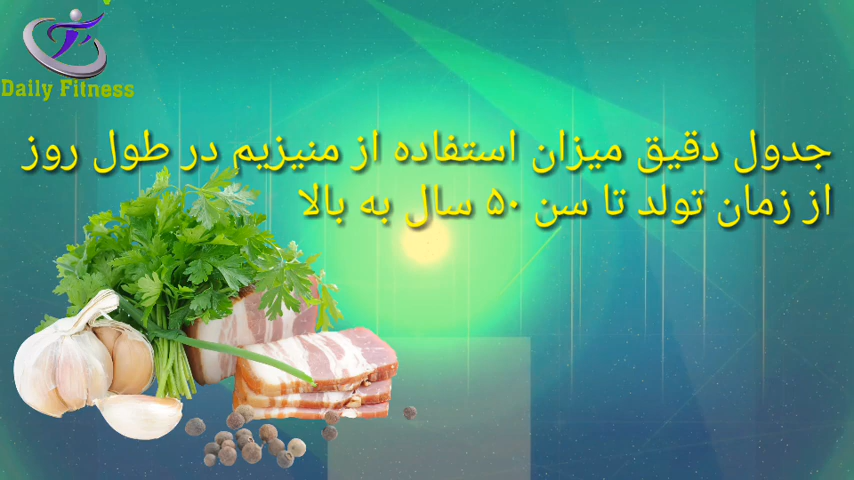 Daily Fitness
جدول دقیق میزان استفاده از منیزیم در طول روز
از زمان تولد تا سن ۵۰ سال به بالا